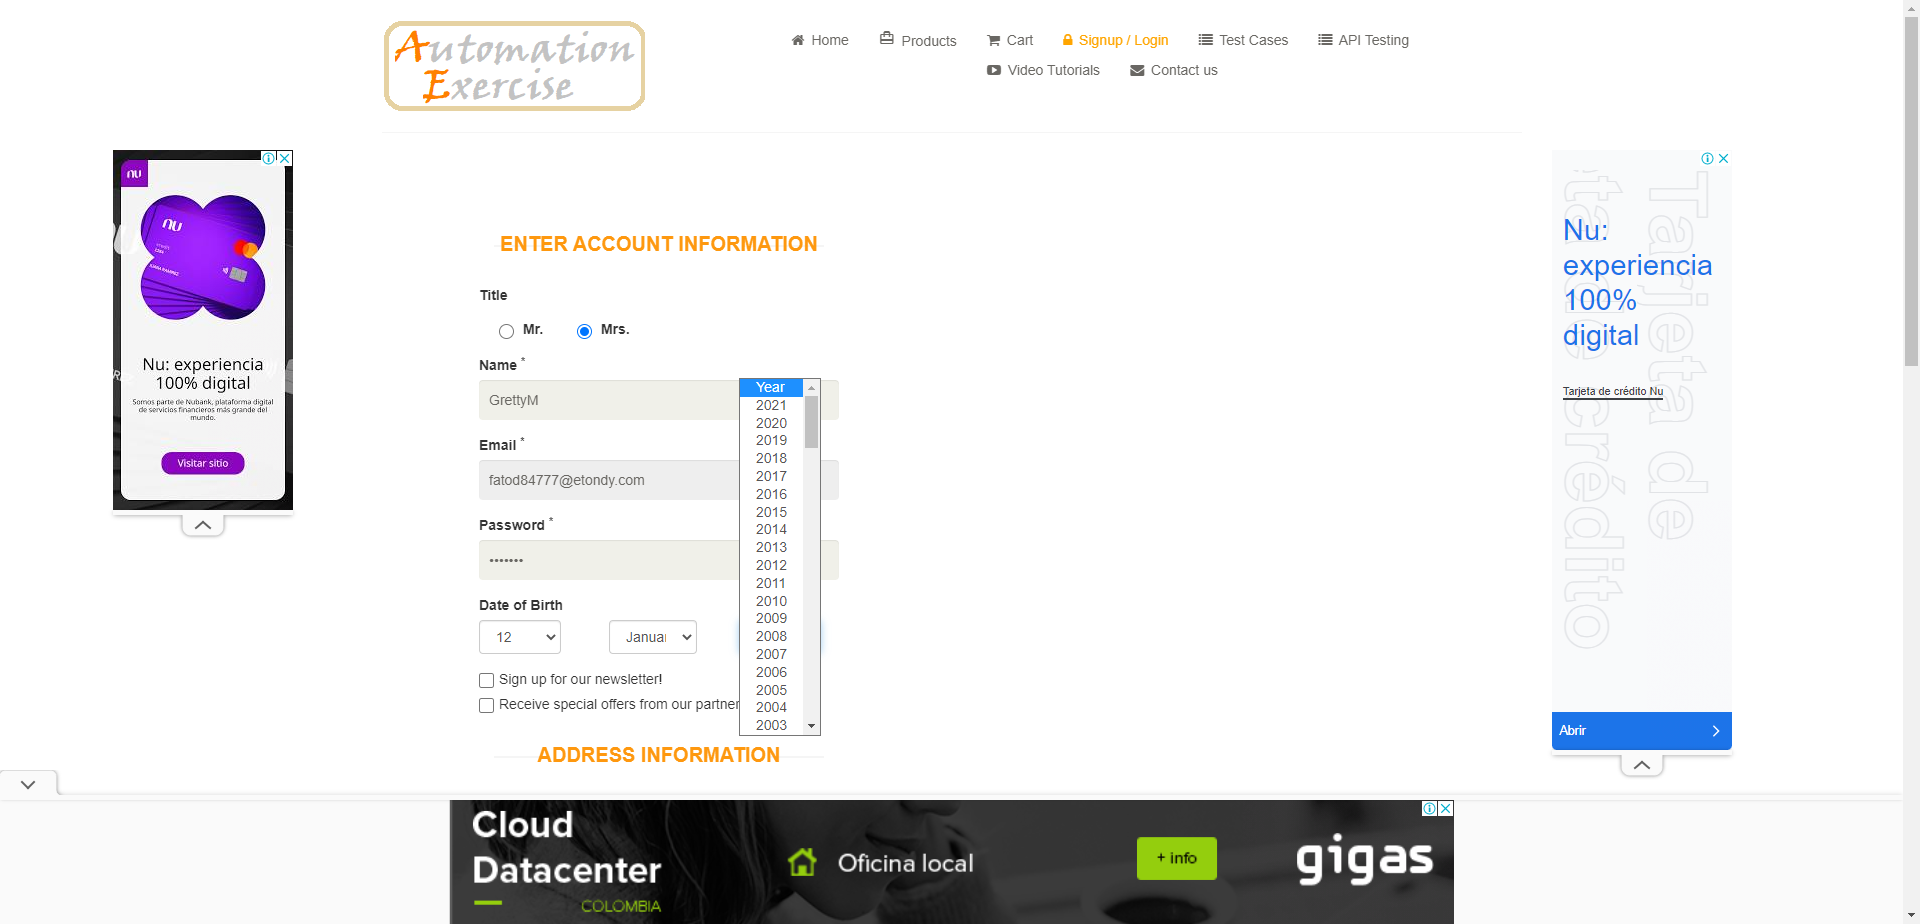 Automation
Exercise
Home
Products
Cart
Signup / Login
Test Cases
API Testing
Video Tutorials
Contact us
nu
nu
Nu: experiencia
100% digital
Somos parte de Nubank, plataforma digital
de servicios financieros más grande del
mundo.
Visitar sitio
ENTER ACCOUNT INFORMATION
Title
Mr.
Mrs.
Name *
GrettyM
Email *
fatod84777@etondy.com
Password *
•••••••
Date of Birth
12
Januar
Year
2021
2020
2019
2018
2017
2016
2015
2014
2013
2012
2011
2010
2009
2008
2007
2006
2005
2004
2003
Sign up for our newsletter!
Receive special offers from our partner
ADDRESS INFORMATION
Tarjeta de
crédito
Nu:
experiencia
100%
digital
Tarjeta de crédito Nu
Abrir
Cloud
Datacenter
COLOMBIA
Oficina local
+ info
gigas